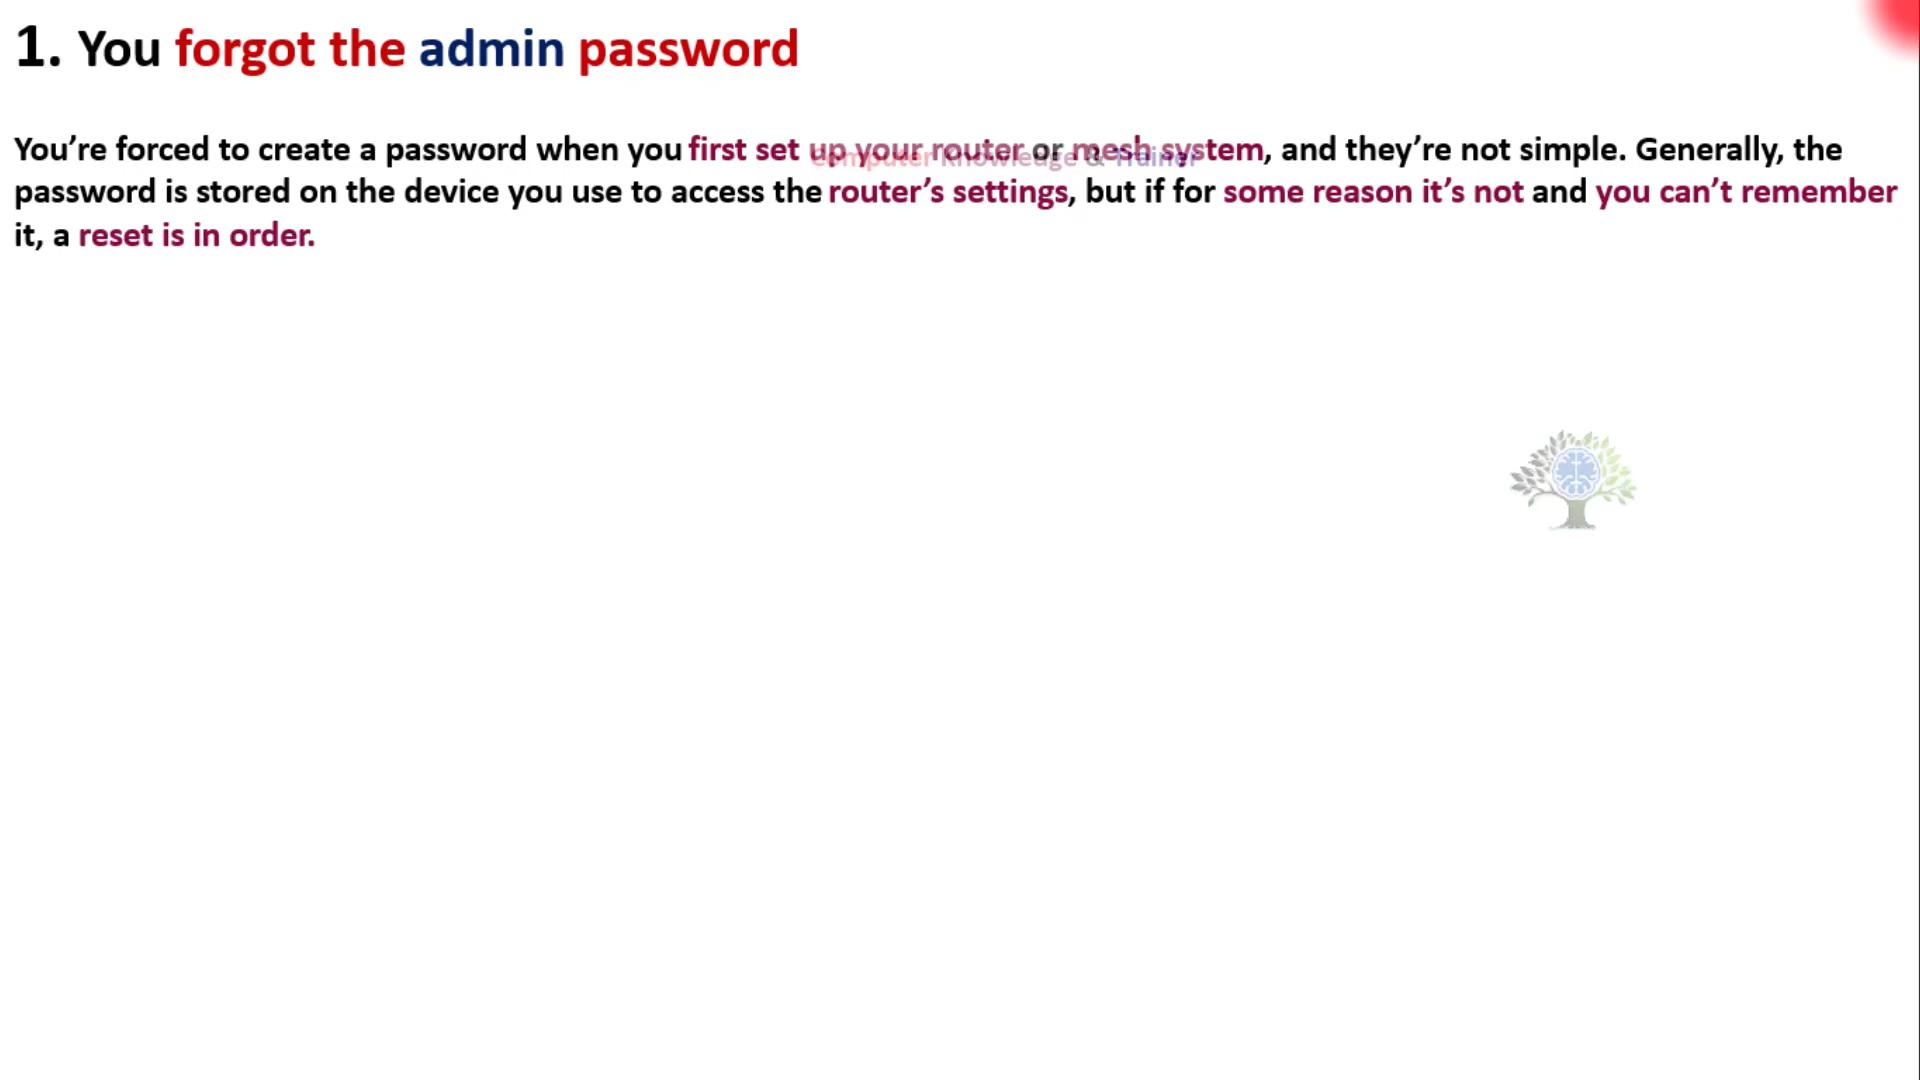 1. You forgot the admin password
You’re forced to create a password when you first set up your router or mesh system, and they’re not simple. Generally, the
Computer Knowledge & Trainer
password is stored on the device you use to access the router’s settings, but if for some reason it’s not and you can’t remember
it, a reset is in order.